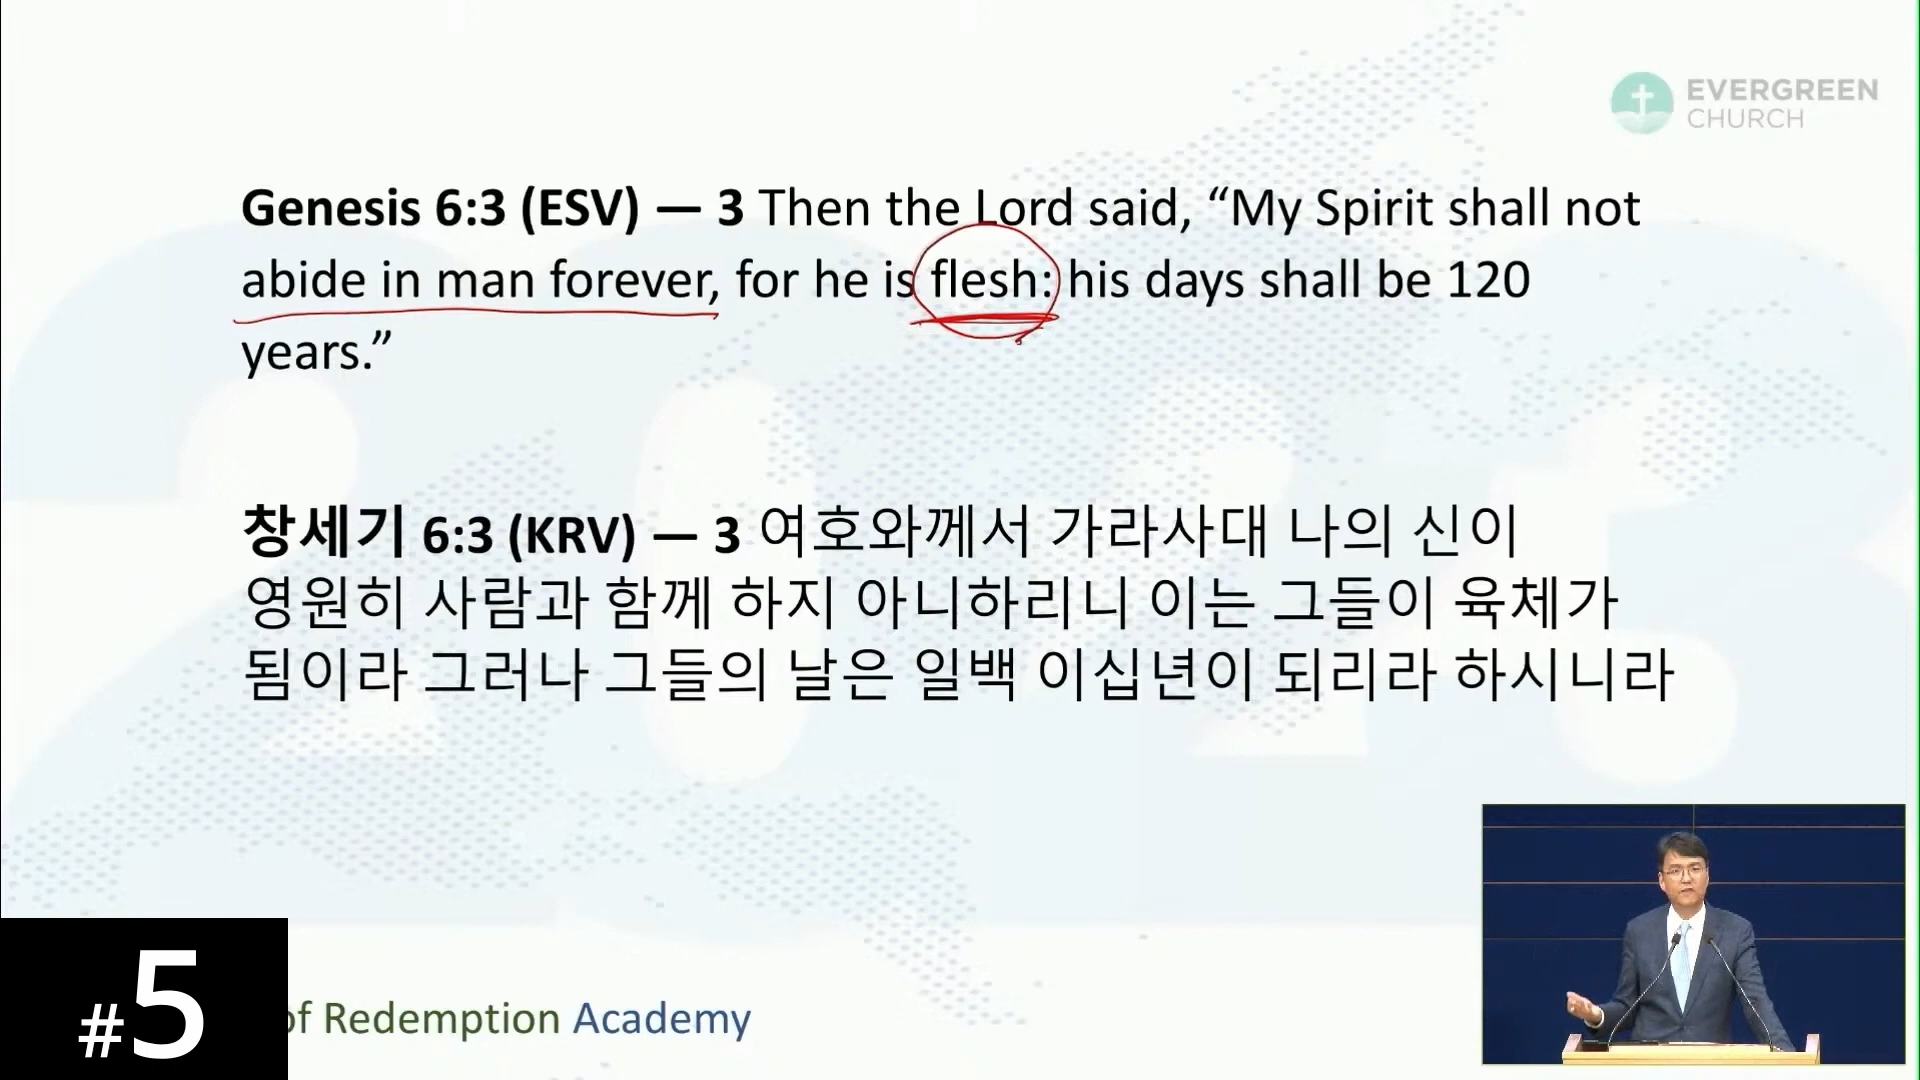 EVERGREEN
CHURCH
Genesis 6:3 (ESV) — 3 Then the Lord said, “My Spirit shall not
abide in man forever, for he is flesh: his days shall be 120
years.”
창세기 6:3 (KRV) — 3 여호와께서 가라사대 나의 신이
영원히 사람과 함께 하지 아니하리니 이는 그들이 육체가
됨이라 그러나 그들의 날은 일백 이십년이 되리라 하시니라
#5
of Redemption Academy